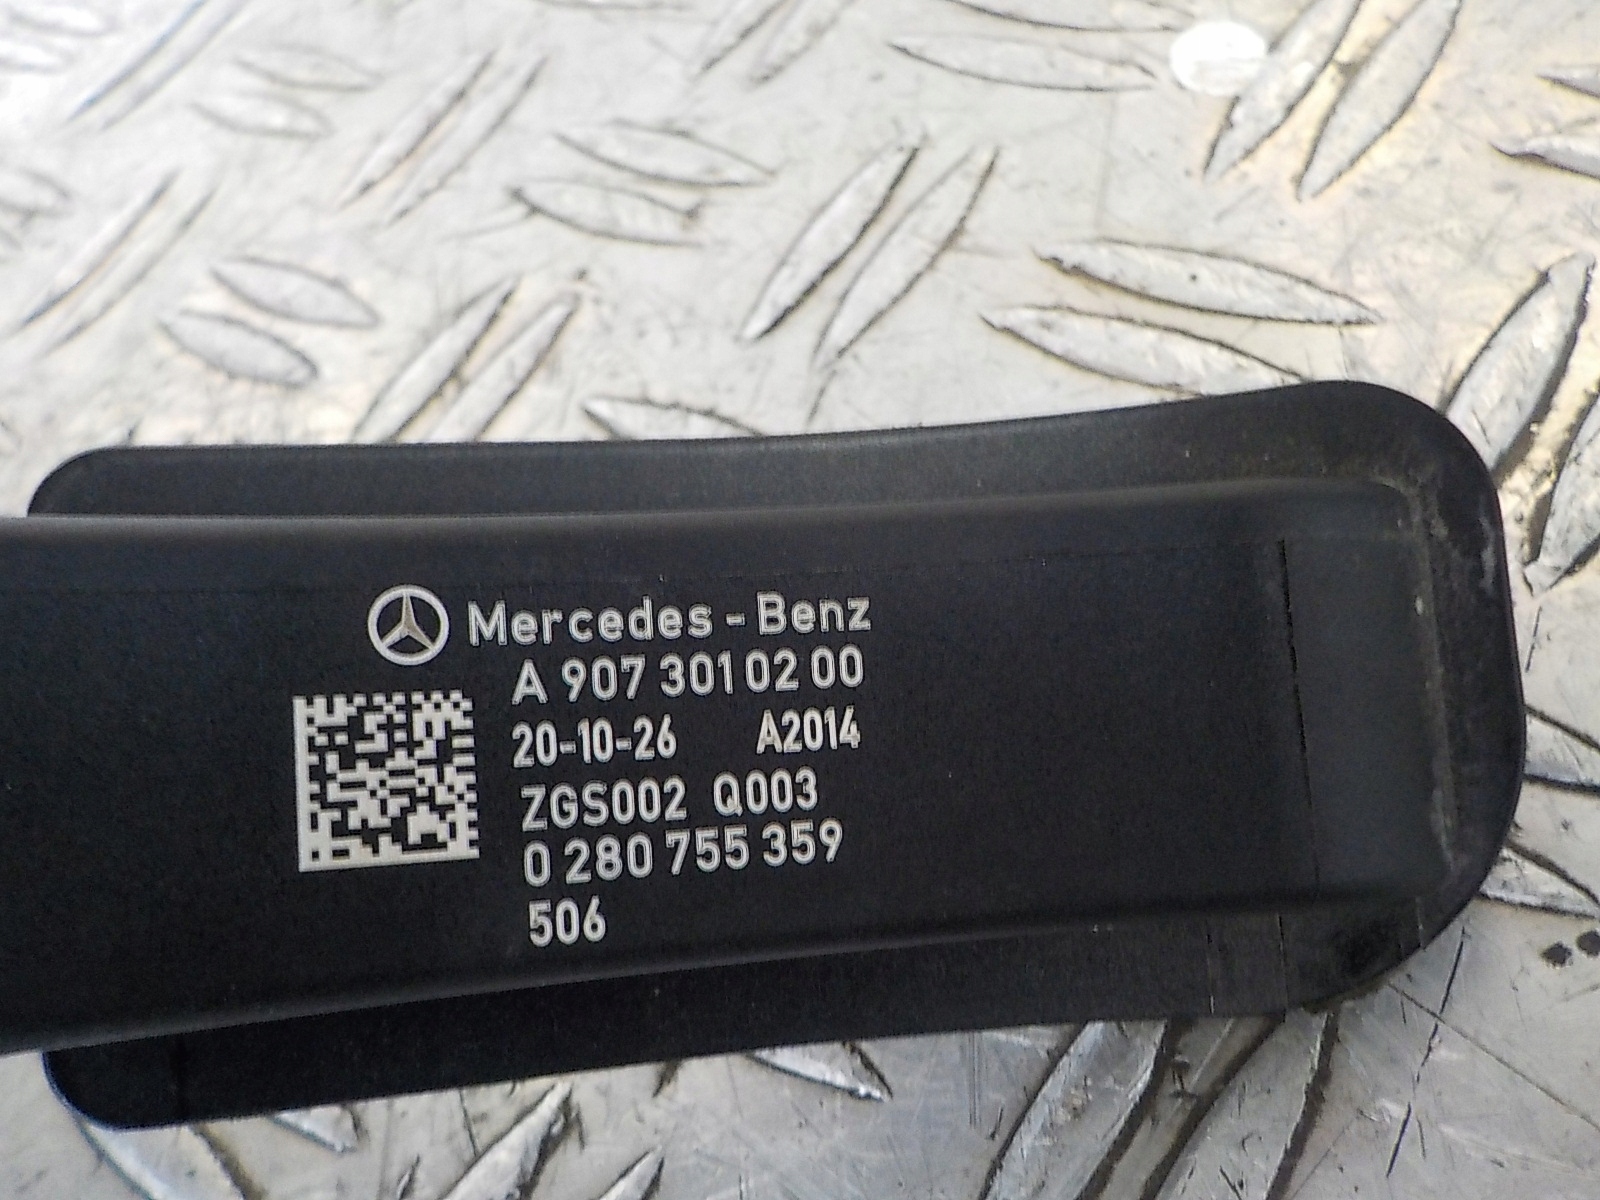 Mercedes-Benz
A 907 301 02 00
20-10-26 A2014
ZGS002 Q003
0 280 755 359
506